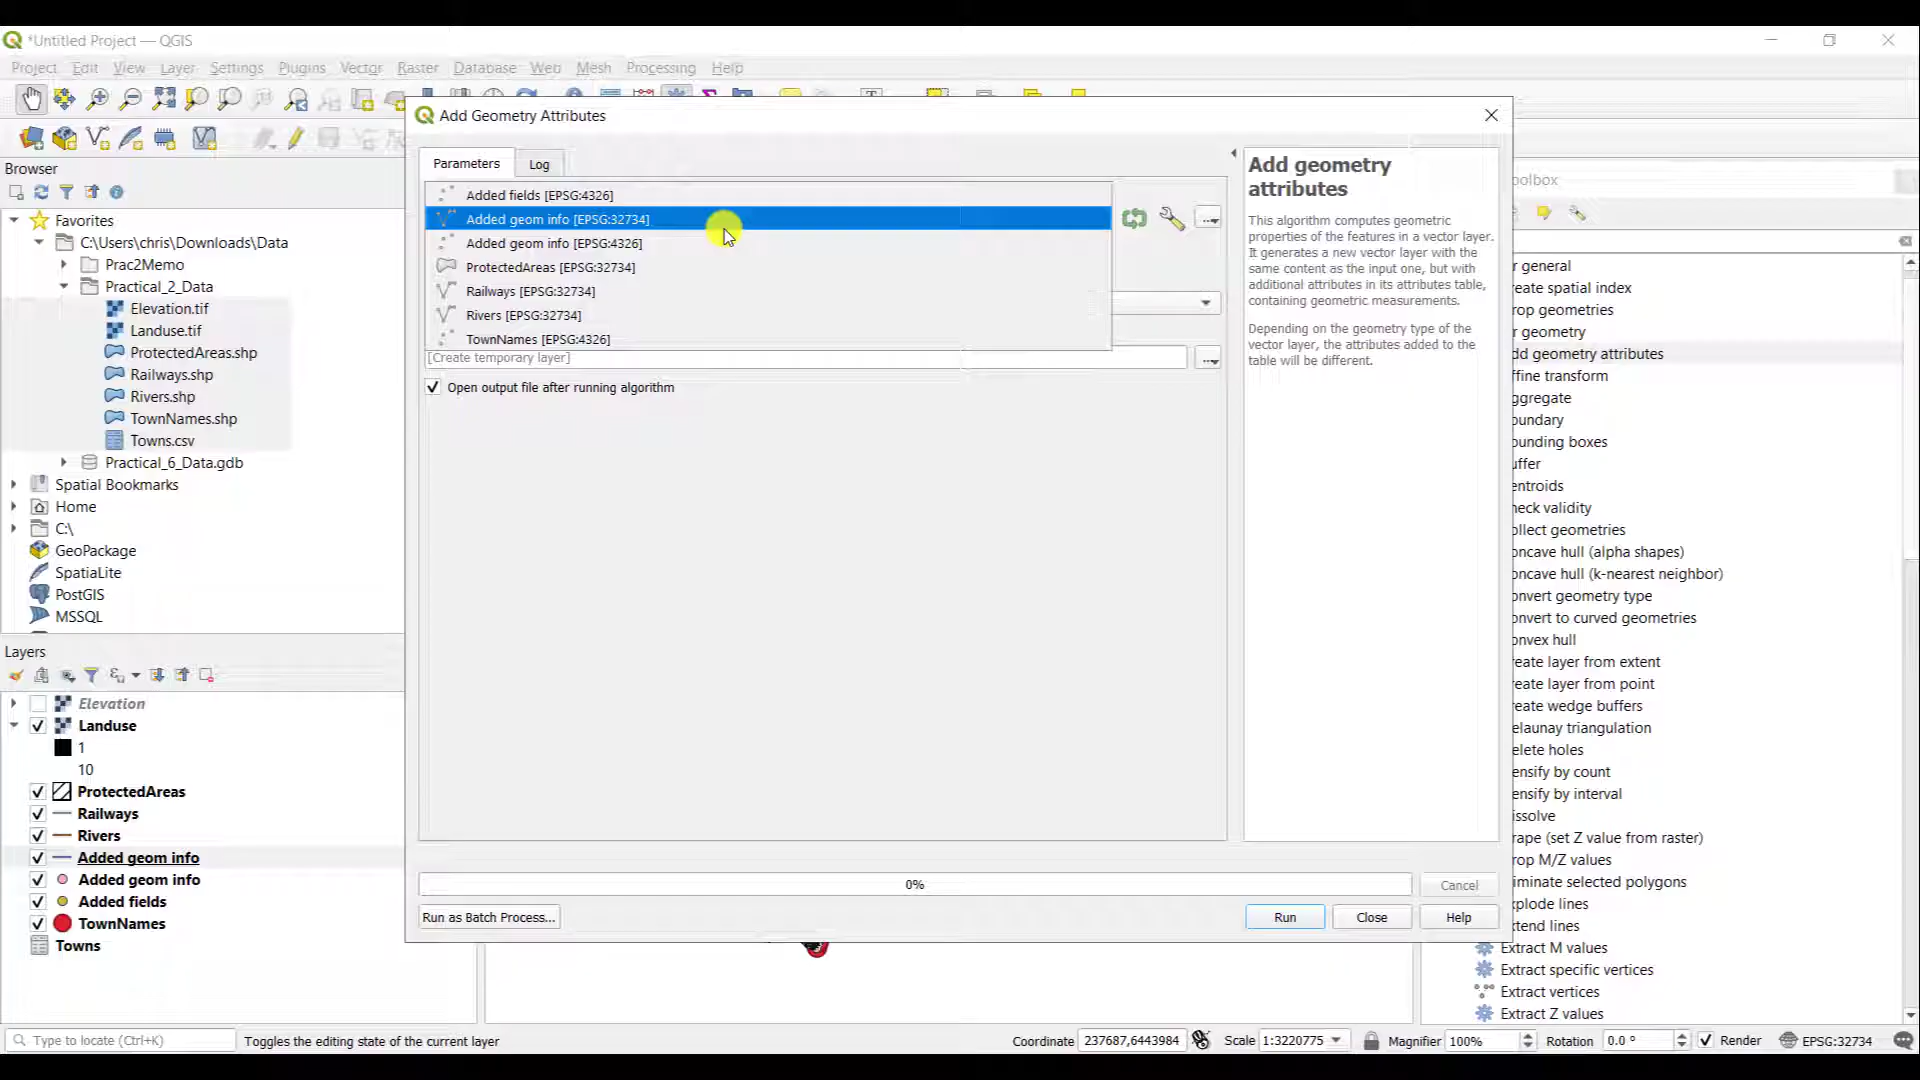 *Untitled Project — QGIS
Project Edit View Layer Settings Plugins Vector Raster Database Web Mesh Processing Help
Browser
Favorites
C:\Users\chris\Downloads\Data
Prac2Memo
Practical_2_Data
Elevation.tif
Landuse.tif
ProtectedAreas.shp
Railways.shp
Rivers.shp
TownNames.shp
Towns.csv
Practical_6_Data.gdb
Spatial Bookmarks
Home
C:\
GeoPackage
SpatiaLite
PostGIS
MSSQL
Layers
Elevation
Landuse
1
10
ProtectedAreas
Railways
Rivers
Added geom info
Added geom info
Added fields
TownNames
Towns
Add Geometry Attributes
Parameters Log
Added fields [EPSG:4326]
Added geom info [EPSG:32734]
Added geom info [EPSG:4326]
ProtectedAreas [EPSG:32734]
Railways [EPSG:32734]
Rivers [EPSG:32734]
TownNames [EPSG:4326]
[Create temporary layer]
Open output file after running algorithm
Add geometry
attributes
This algorithm computes geometric
properties of the features in a vector layer.
It generates a new vector layer with the
same content as the input one, but with
additional attributes in its attributes table,
containing geometric measurements.
Depending on the geometry type of the
vector layer, the attributes added to the
table will be different.
0%
Cancel
Run as Batch Process...
Run Close Help
oolbox
r general
reate spatial index
rop geometries
r geometry
dd geometry attributes
ffine transform
ggregate
oundary
ounding boxes
uffer
entroids
heck validity
ollect geometries
oncave hull (alpha shapes)
oncave hull (k-nearest neighbor)
onvert geometry type
onvert to curved geometries
onvex hull
reate layer from extent
reate layer from point
reate wedge buffers
elaunay triangulation
elete holes
ensify by count
ensify by interval
issolve
rape (set Z value from raster)
rop M/Z values
iminate selected polygons
xplode lines
xtend lines
Extract M values
Extract specific vertices
Extract vertices
Extract Z values
Type to locate (Ctrl+K) Toggles the editing state of the current layer Coordinate 237687,6443984 Scale 1:3220775 Magnifier 100% Rotation 0.0 ° Render EPSG:32734